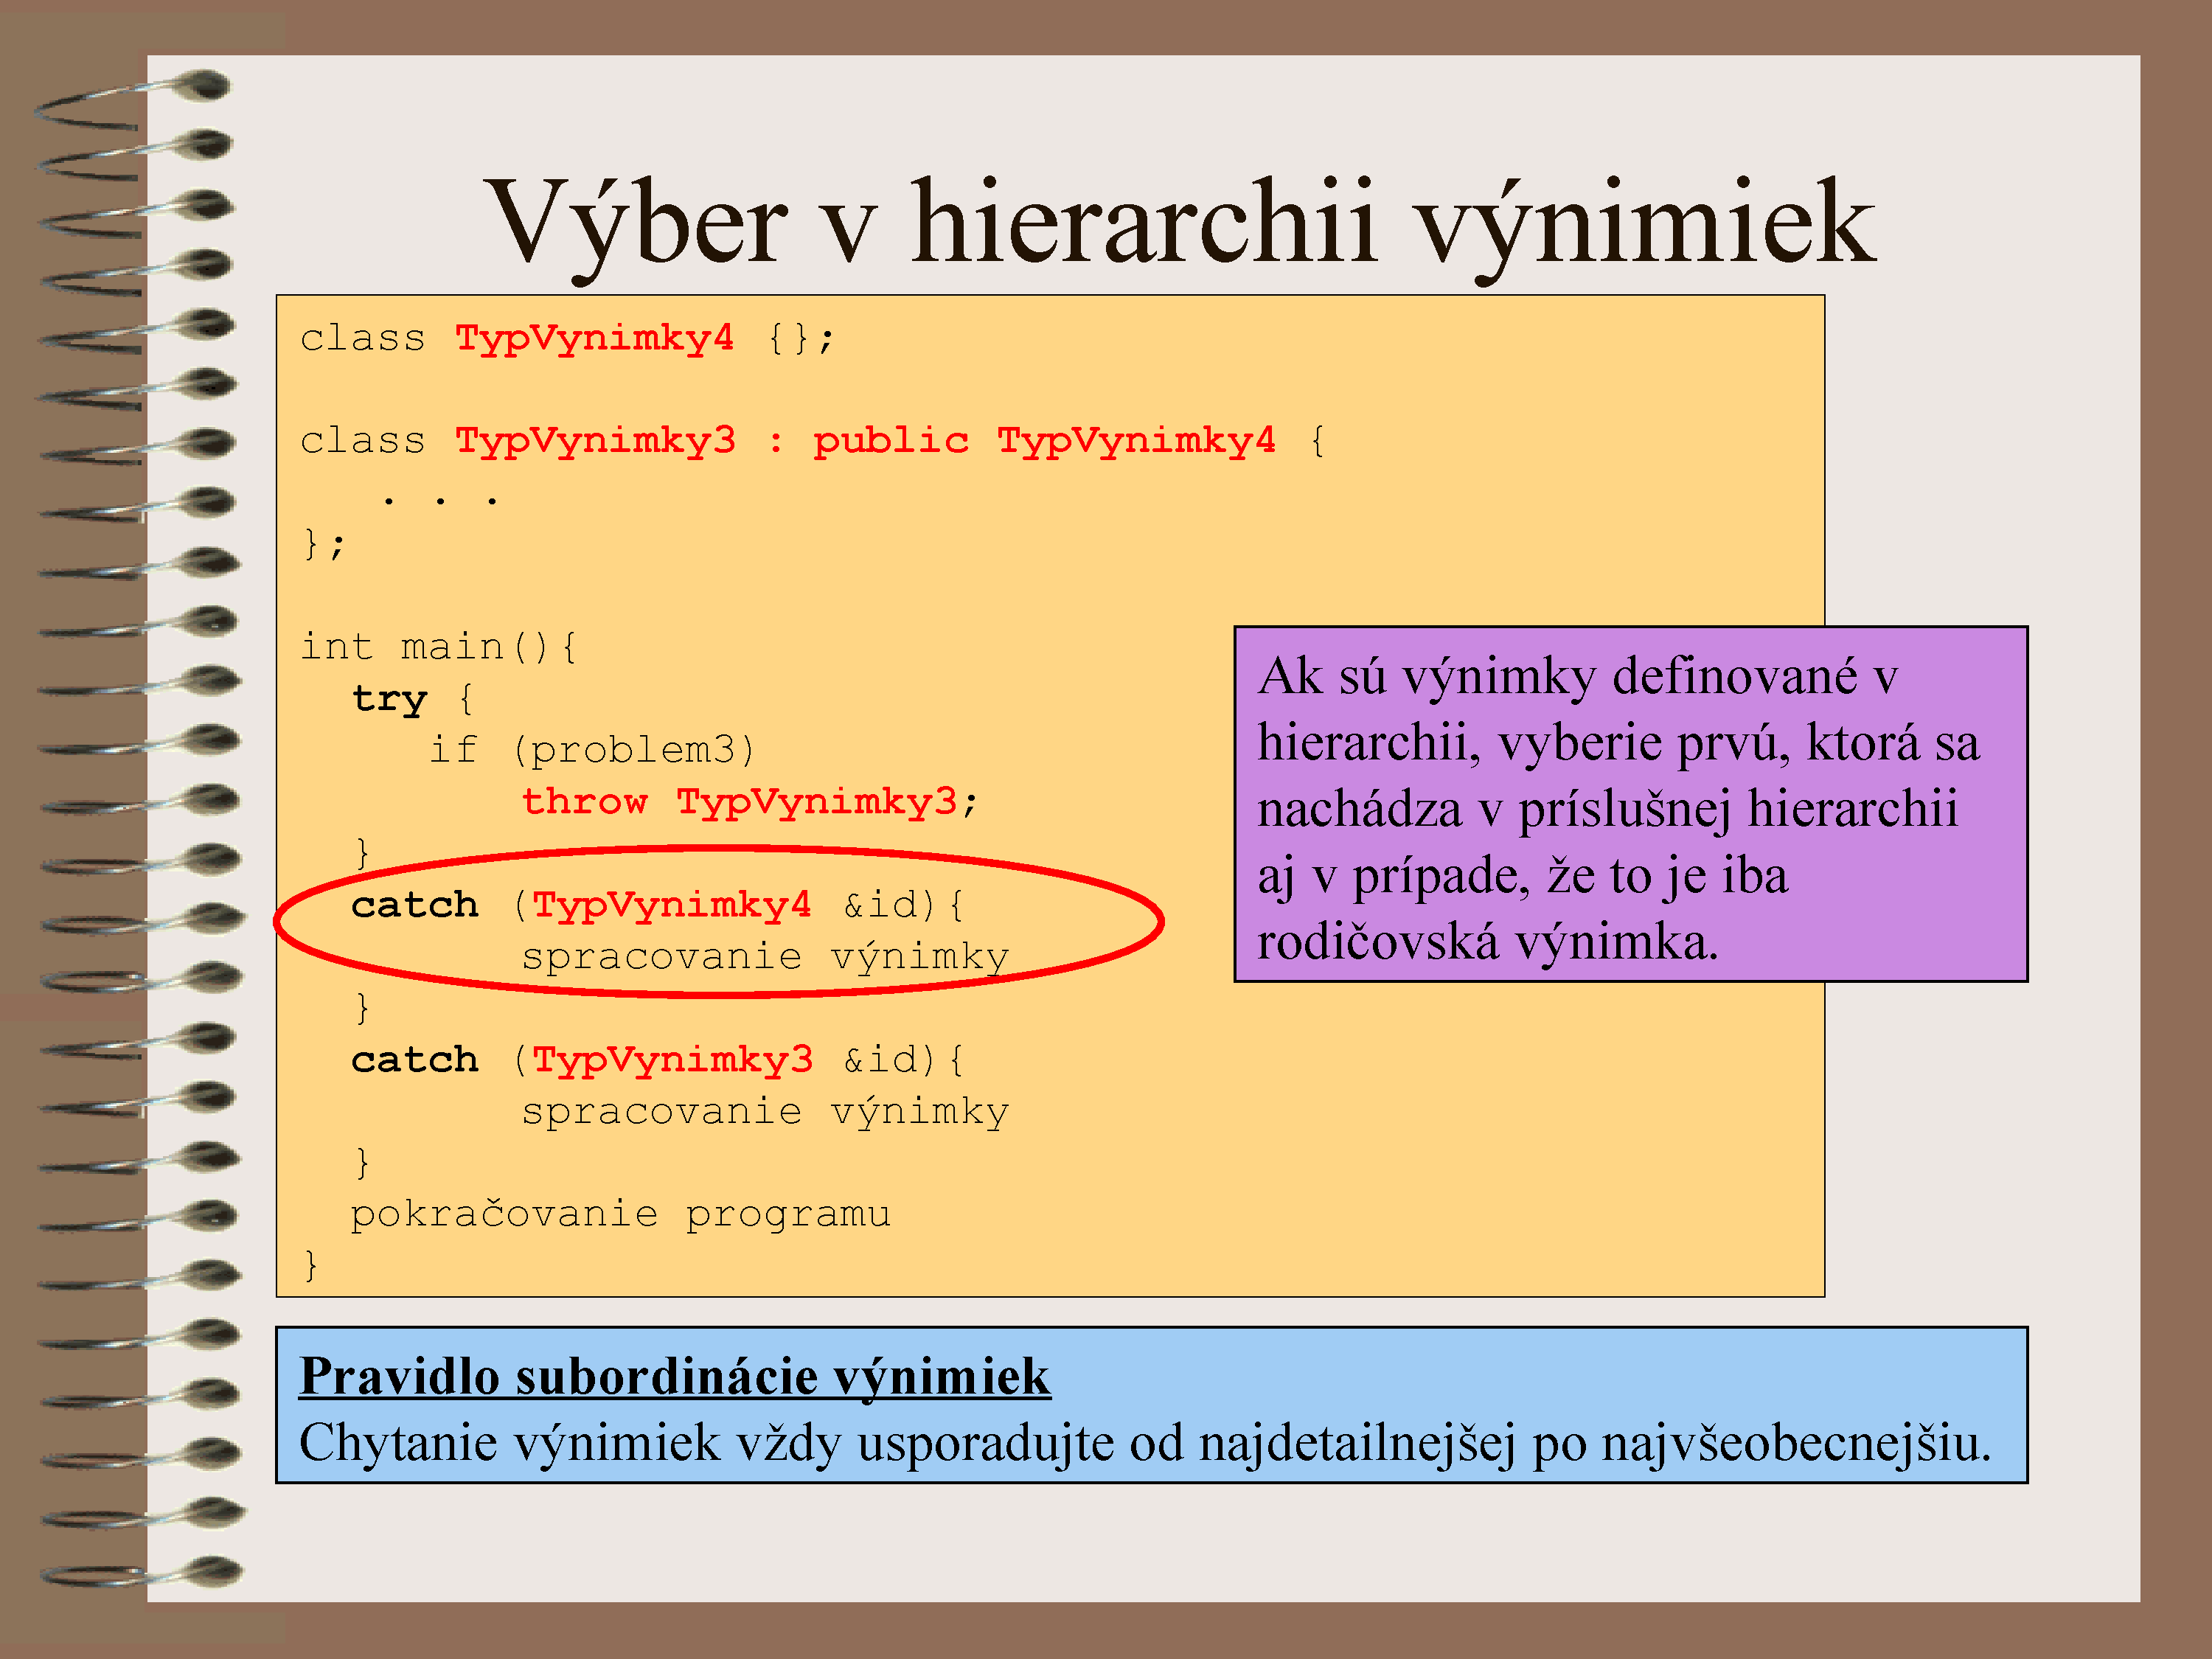 Výber v hierarchii výnimiek
class TypVynimky4 {};
class TypVynimky3 : public TypVynimky4 {
. . .
};
int main(){
try {
if (problem3)
throw TypVynimky3;
}
catch (TypVynimky4 &id){
spracovanie výnimky
}
catch (TypVynimky3 &id){
spracovanie výnimky
}
pokračovanie programu
}
Ak sú výnimky definované v
hierarchii, vyberie prvú, ktorá sa
nachádza v príslušnej hierarchii
aj v prípade, že to je iba
rodičovská výnimka.
Pravidlo subordinácie výnimiek
Chytanie výnimiek vždy usporadujte od najdetailnejšej po najvšeobecnejšiu.